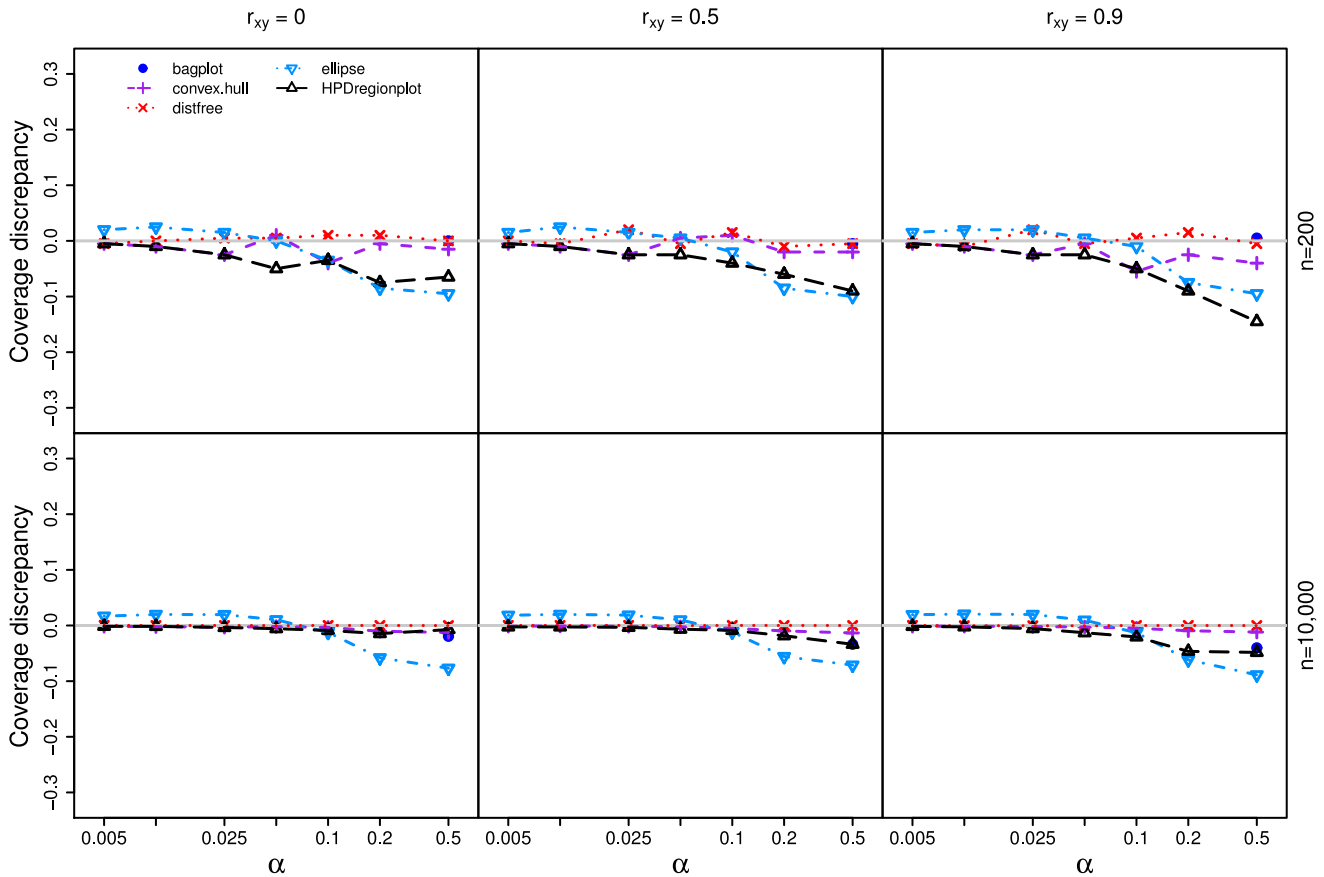 r_xy = 0 r_xy = 0.5 r_xy = 0.9
bagplot
convex.hull
distfree
ellipse
HPDregionplot
Coverage discrepancy
0.3
0.2
0.1
0.0
−0.1
−0.2
−0.3
n=200
Coverage discrepancy
0.3
0.2
0.1
0.0
−0.1
−0.2
−0.3
n=10,000
0.005 0.025 0.1 0.2 0.5
0.005 0.025 0.1 0.2 0.5
0.005 0.025 0.1 0.2 0.5
α α α